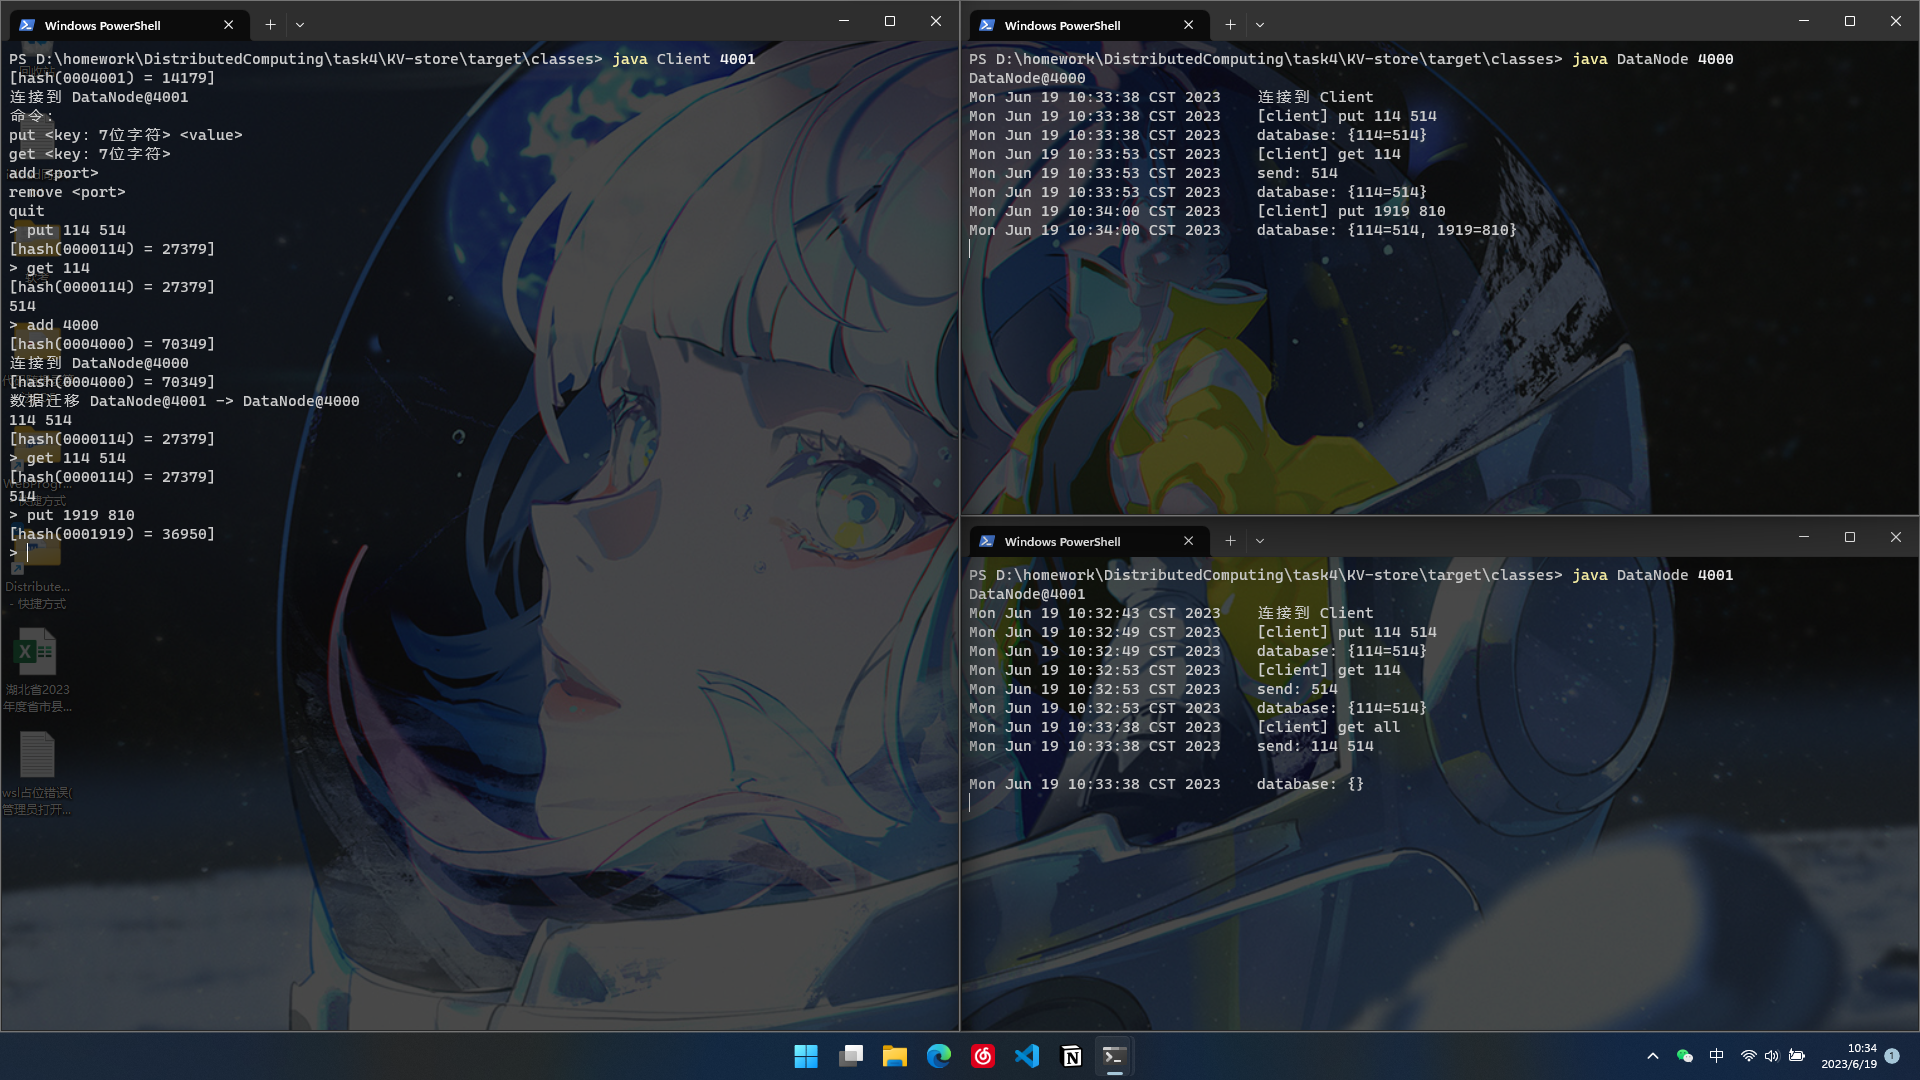 Windows PowerShell
PS D:\homework\DistributedComputing\task4\KV-store\target\classes> java Client 4001
[hash(0004001) = 14179]
连接到 DataNode@4001
命令:
put <key: 7位字符> <value>
get <key: 7位字符>
add <port>
remove <port>
quit
> put 114 514
[hash(0000114) = 27379]
> get 114
[hash(0000114) = 27379]
514
> add 4000
[hash(0004000) = 70349]
连接到 DataNode@4000
[hash(0004000) = 70349]
数据迁移 DataNode@4001 -> DataNode@4000
114 514
[hash(0000114) = 27379]
> get 114 514
[hash(0000114) = 27379]
514
> put 1919 810
[hash(0001919) = 36950]
>
Distribute...
- 快捷方式
湖北省2023
年度省市县...
wsl占位错误(
管理员打开...
Windows PowerShell
PS D:\homework\DistributedComputing\task4\KV-store\target\classes> java DataNode 4000
DataNode@4000
Mon Jun 19 10:33:38 CST 2023 连接到 Client
Mon Jun 19 10:33:38 CST 2023 [client] put 114 514
Mon Jun 19 10:33:38 CST 2023 database: {114=514}
Mon Jun 19 10:33:53 CST 2023 [client] get 114
Mon Jun 19 10:33:53 CST 2023 send: 514
Mon Jun 19 10:33:53 CST 2023 database: {114=514}
Mon Jun 19 10:34:00 CST 2023 [client] put 1919 810
Mon Jun 19 10:34:00 CST 2023 database: {114=514, 1919=810}
Windows PowerShell
PS D:\homework\DistributedComputing\task4\KV-store\target\classes> java DataNode 4001
DataNode@4001
Mon Jun 19 10:32:43 CST 2023 连接到 Client
Mon Jun 19 10:32:49 CST 2023 [client] put 114 514
Mon Jun 19 10:32:49 CST 2023 database: {114=514}
Mon Jun 19 10:32:53 CST 2023 [client] get 114
Mon Jun 19 10:32:53 CST 2023 send: 514
Mon Jun 19 10:32:53 CST 2023 database: {114=514}
Mon Jun 19 10:33:38 CST 2023 [client] get all
Mon Jun 19 10:33:38 CST 2023 send: 114 514
Mon Jun 19 10:33:38 CST 2023 database: {}
中
10:34
2023/6/19
1